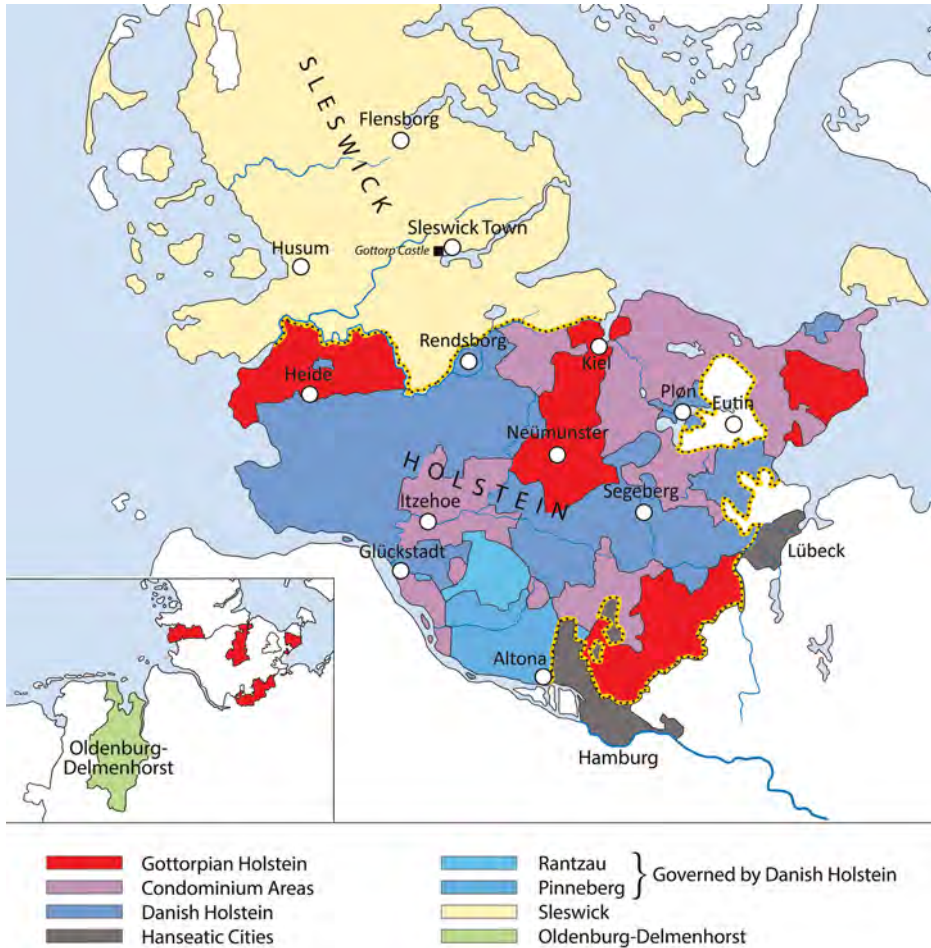 SLESWICK
Flensborg
Sleswick Town
Gottorp Castle
Husum
Rendsborg
Kiel
Heide
Pløn
Eutin
Neümunster
HOLSTEIN
Itzehoe
Segeberg
Glückstadt
Lübeck
Altona
Hamburg
Oldenburg-
Delmenhorst
Gottorpian Holstein
Condominium Areas
Danish Holstein
Hanseatic Cities
Rantzau
Pinneberg
Governed by Danish Holstein
Sleswick
Oldenburg-Delmenhorst